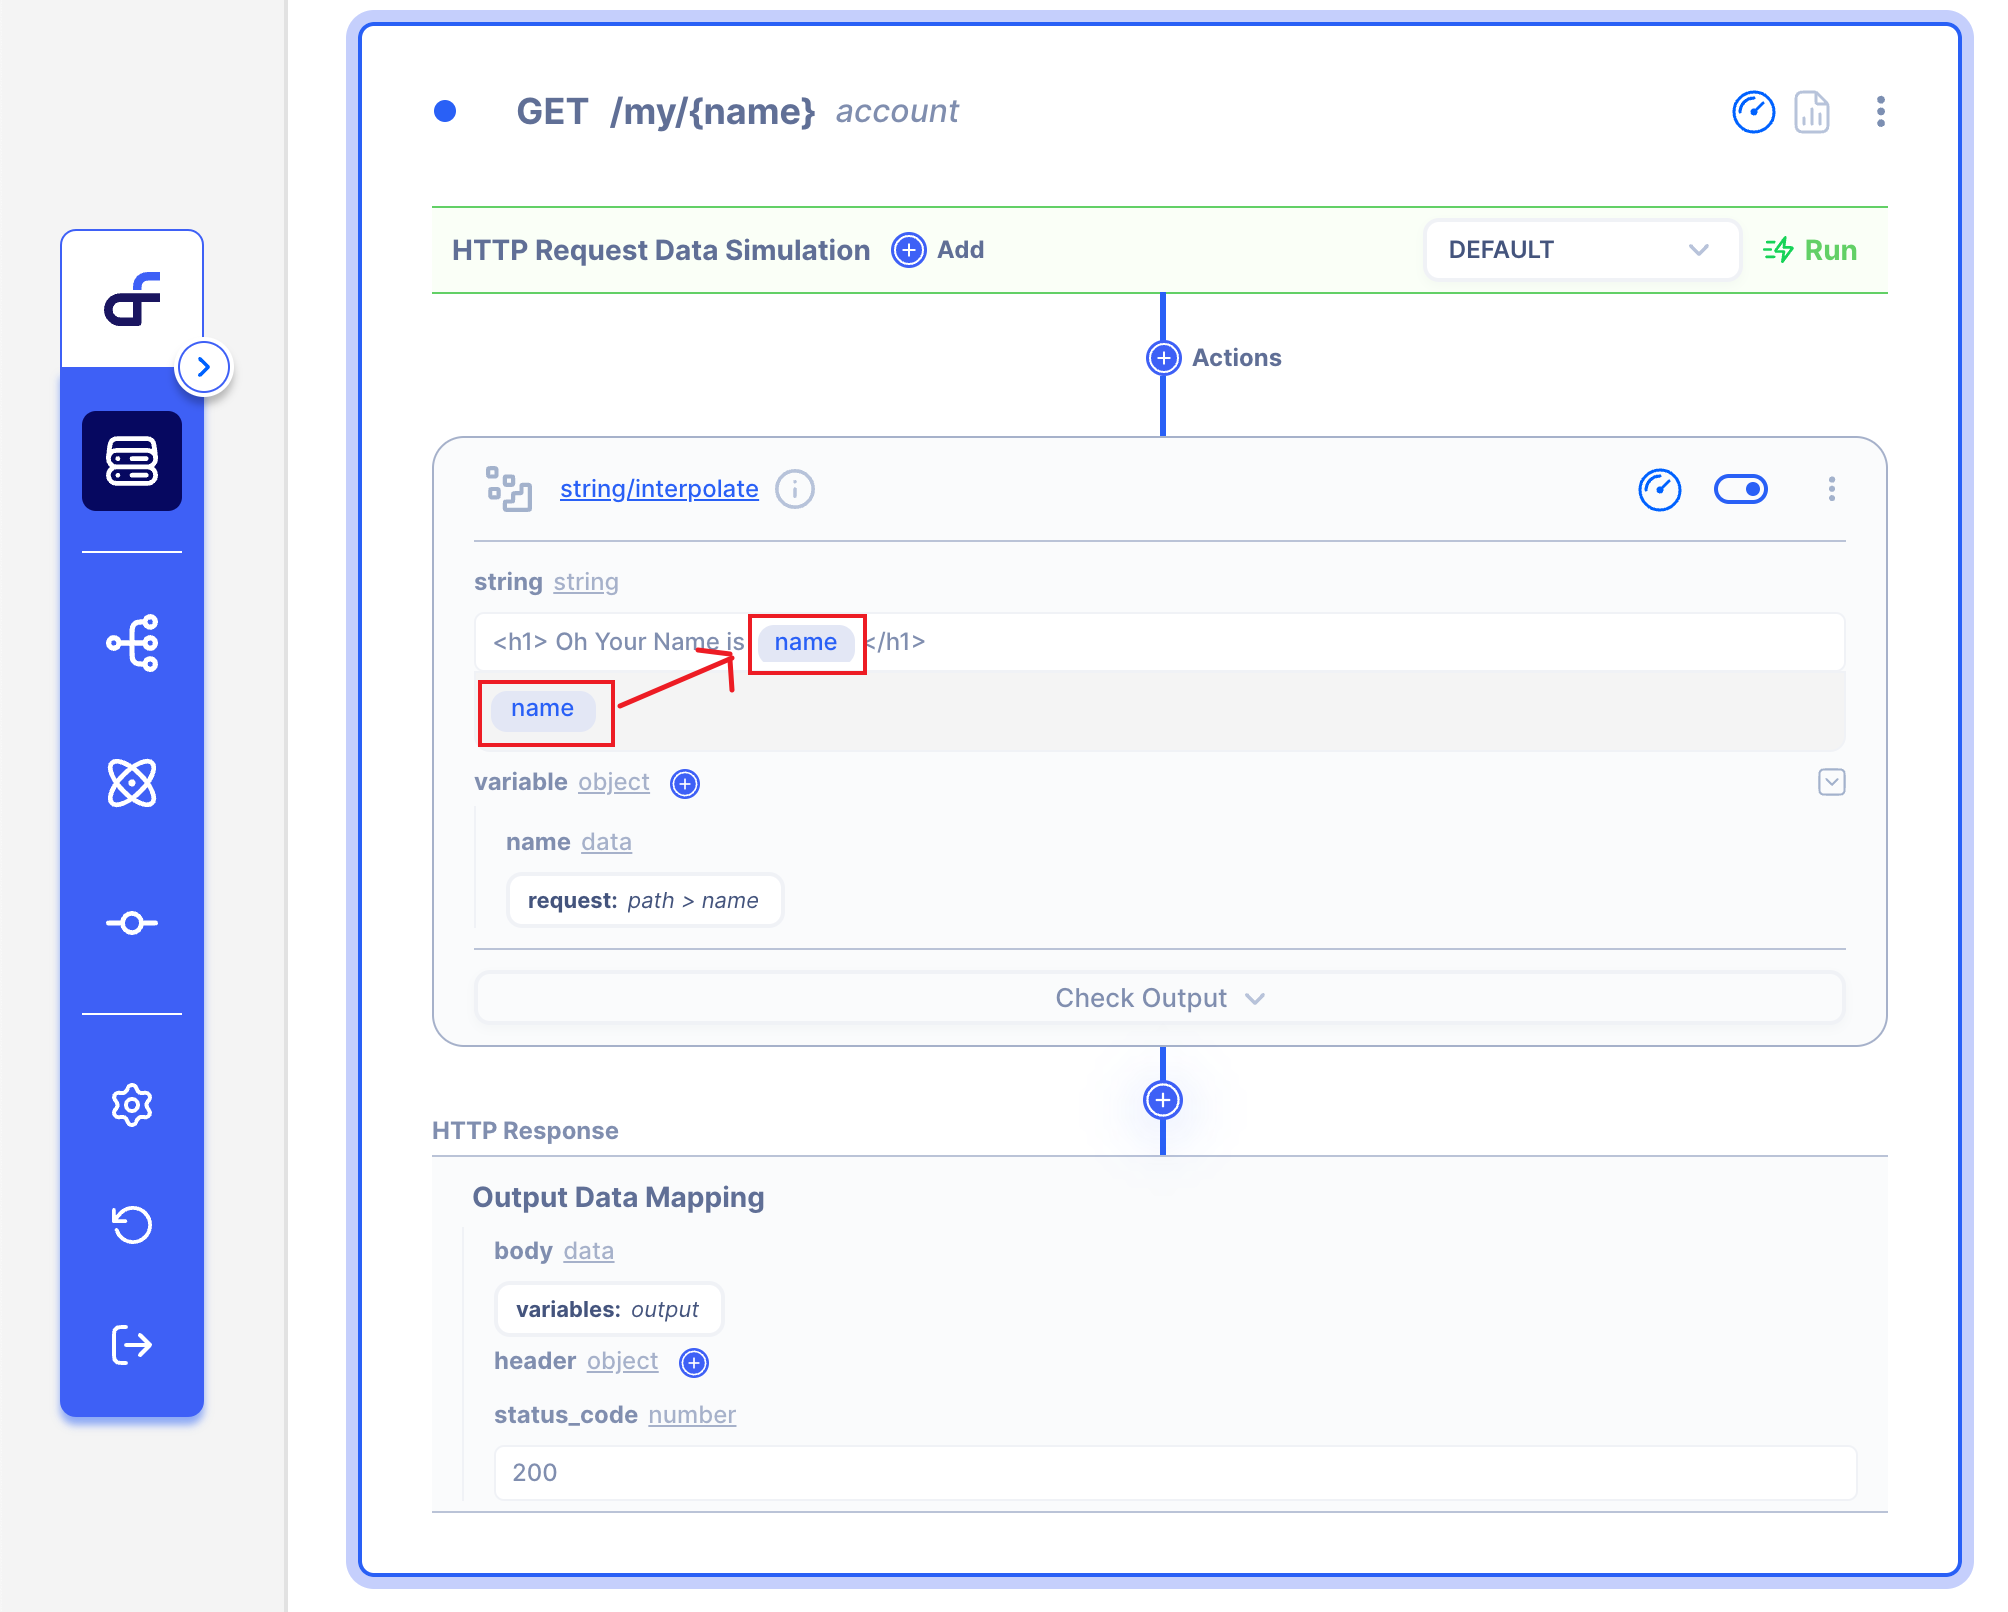 GET /my/{name} account
HTTP Request Data Simulation Add DEFAULT Run
Actions
string/interpolate
string string
<h1> Oh Your Name is name </h1>
name
variable object
name data
request: path > name
Check Output
HTTP Response
Output Data Mapping
body data
variables: output
header object
status_code number
200